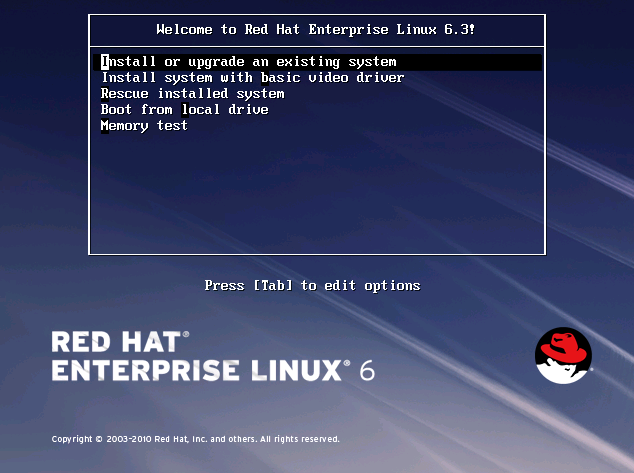 Welcome to Red Hat Enterprise Linux 6.3!
Install or upgrade an existing system
Install system with basic video driver
Rescue installed system
Boot from local drive
Memory test
Press [Tab] to edit options
RED HAT®
ENTERPRISE LINUX® 6
Copyright © 2003-2010 Red Hat, Inc. and others. All rights reserved.